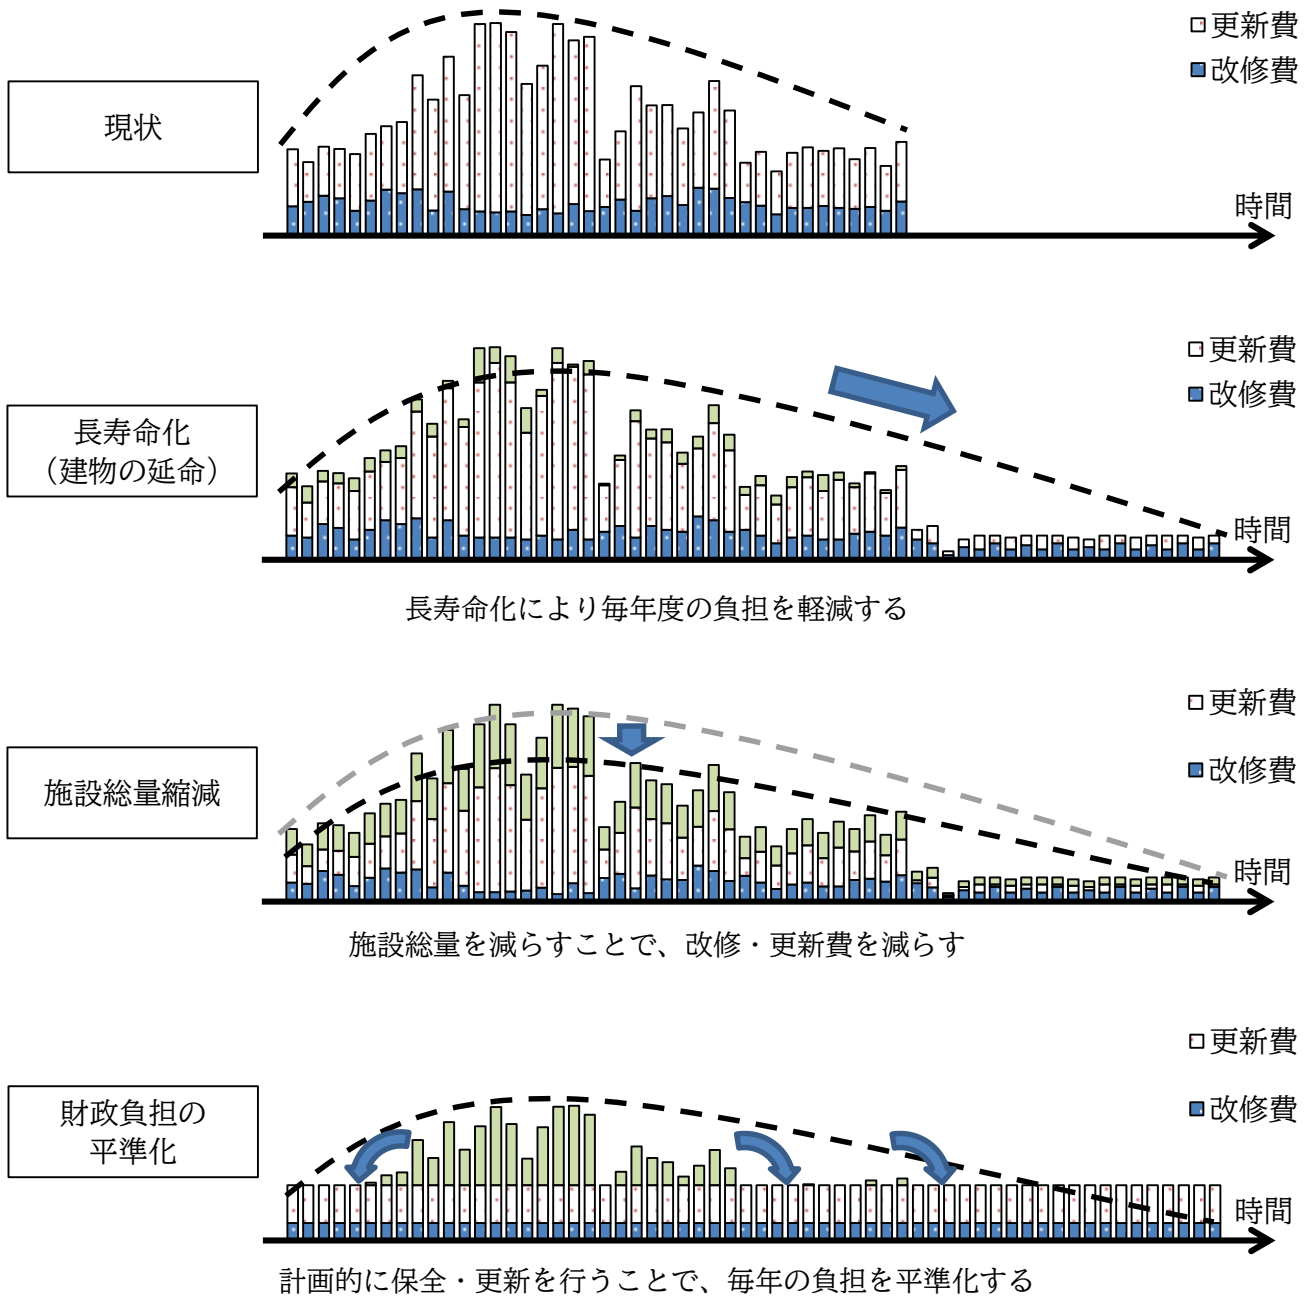 更新費
改修費
現状
時間
更新費
改修費
長寿命化
（建物の延命）
時間
長寿命化により毎年度の負担を軽減する
更新費
施設総量縮減
改修費
時間
施設総量を減らすことで、改修・更新費を減らす
更新費
財政負担の
平準化
改修費
時間
計画的に保全・更新を行うことで、毎年の負担を平準化する